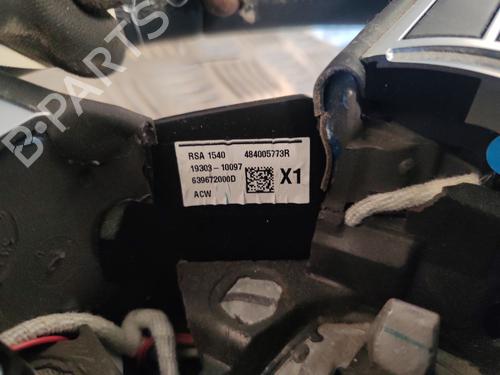 RSA 1540 484005773R
19303-10097
639672000D X1
ACW
B-PARTS